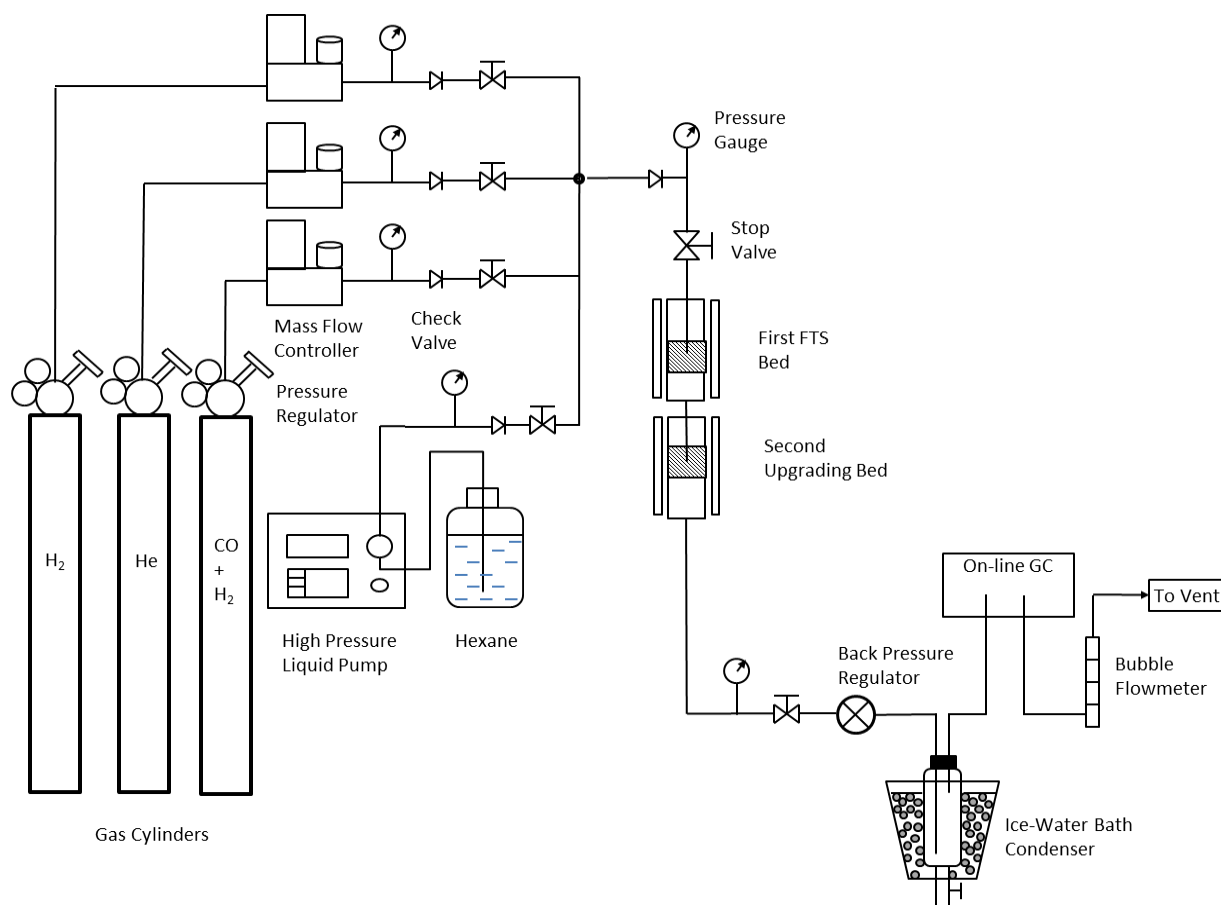 Pressure
Gauge
Stop
Valve
Mass Flow
Controller
Check
Valve
First FTS
Bed
Pressure
Regulator
Second
Upgrading Bed
H₂
He
CO
+
H₂
On-line GC
To Vent
High Pressure
Liquid Pump
Hexane
Back Pressure
Regulator
Bubble
Flowmeter
Gas Cylinders
Ice-Water Bath
Condenser